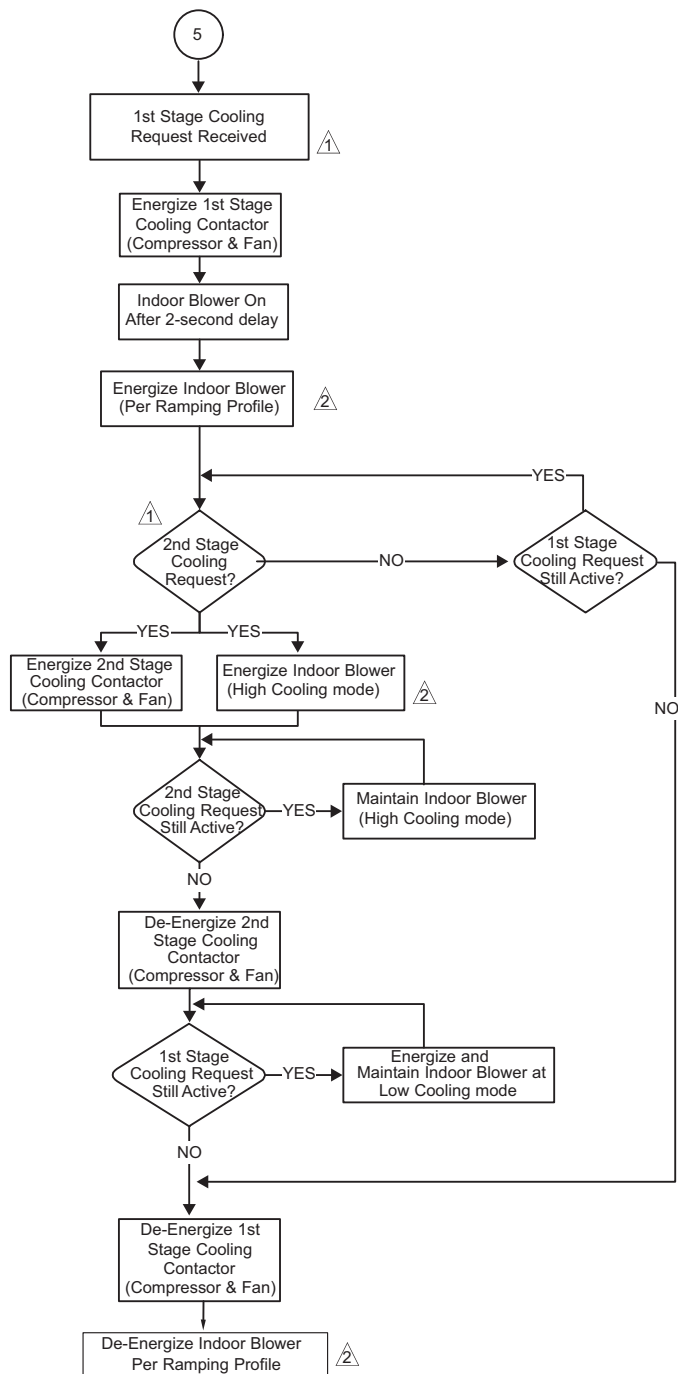 5
1st Stage Cooling
Request Received
1
Energize 1st Stage
Cooling Contactor
(Compressor & Fan)
Indoor Blower On
After 2-second delay
Energize Indoor Blower
(Per Ramping Profile)
2
YES
1
2nd Stage
Cooling
Request?
NO
1st Stage
Cooling Request
Still Active?
YES
YES
Energize 2nd Stage
Cooling Contactor
(Compressor & Fan)
Energize Indoor Blower
(High Cooling mode)
2
NO
2nd Stage
Cooling Request
Still Active?
YES
Maintain Indoor Blower
(High Cooling mode)
NO
De-Energize 2nd
Stage Cooling
Contactor
(Compressor & Fan)
1st Stage
Cooling Request
Still Active?
YES
Energize and
Maintain Indoor Blower at
Low Cooling mode
NO
De-Energize 1st
Stage Cooling
Contactor
(Compressor & Fan)
De-Energize Indoor Blower
Per Ramping Profile
2